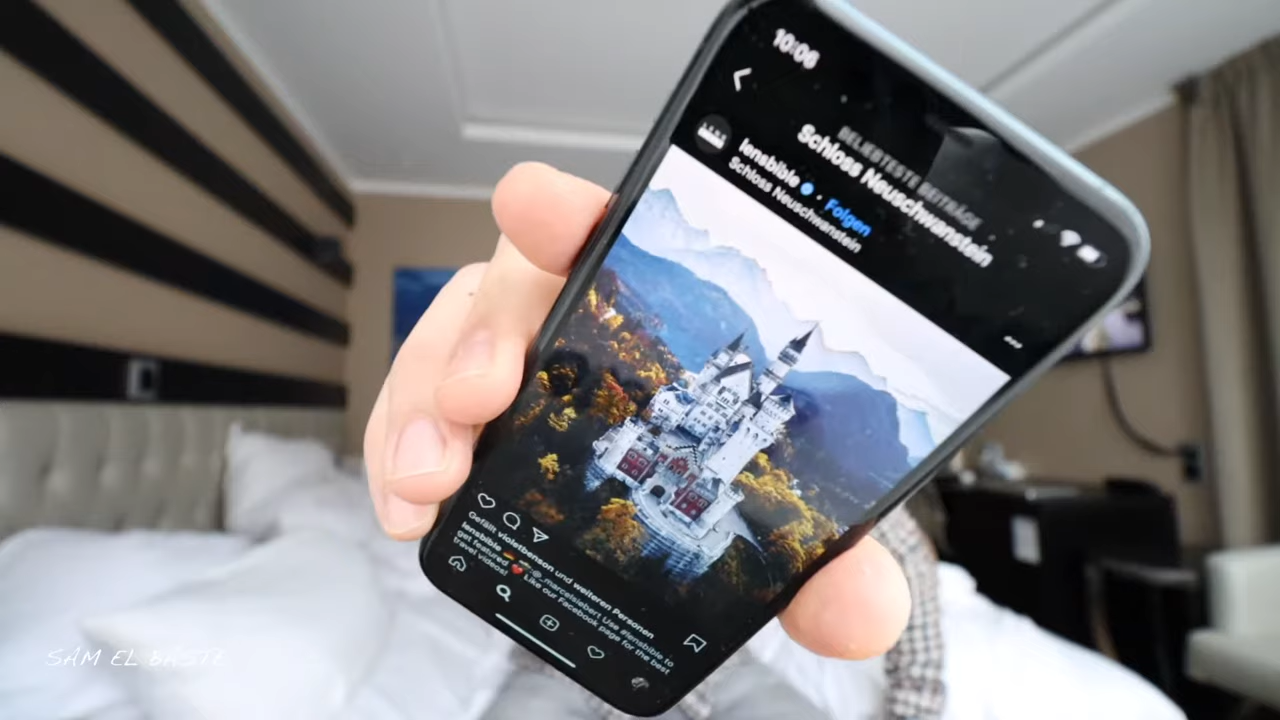 10:06
BELIEBTESTE BEITRÄGE
Schloss Neuschwanstein
lensbible • Folgen
Schloss Neuschwanstein
Gefällt violetbenson und weiteren Personen
lensbible @_marcelsiebert Use #lensbible to
get featured Like our Facebook page for the best
travel videos!
SAM EL BASTE